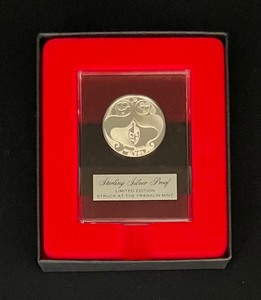 Sterling Silver Proof
LIMITED EDITION
STRUCK AT THE FRANKLIN MINT